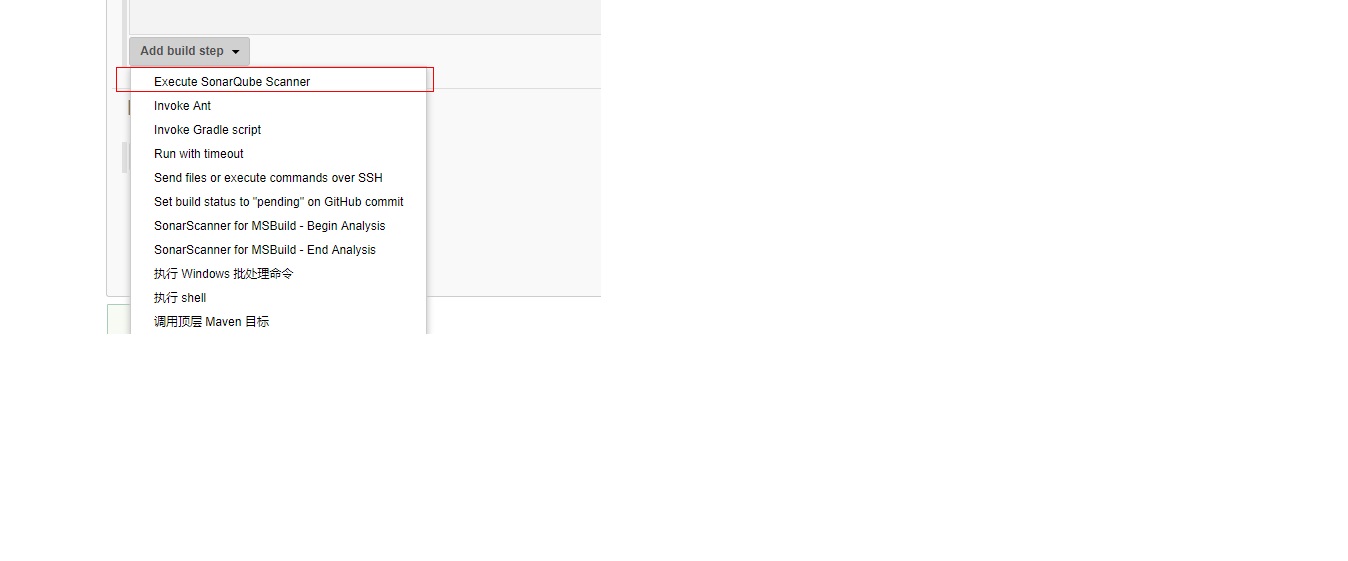 Add build step
Execute SonarQube Scanner
Invoke Ant
Invoke Gradle script
Run with timeout
Send files or execute commands over SSH
Set build status to "pending" on GitHub commit
SonarScanner for MSBuild - Begin Analysis
SonarScanner for MSBuild - End Analysis
执行 Windows 批处理命令
执行 shell
调用顶层 Maven 目标